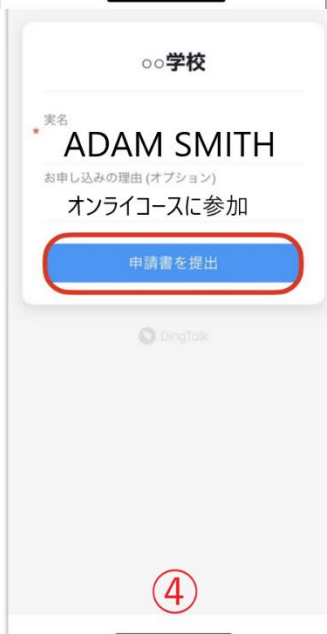 ○○学校
実名
* ADAM SMITH
お申し込みの理由 (オプション)
オンライコースに参加
申請書を提出
DingTalk
④